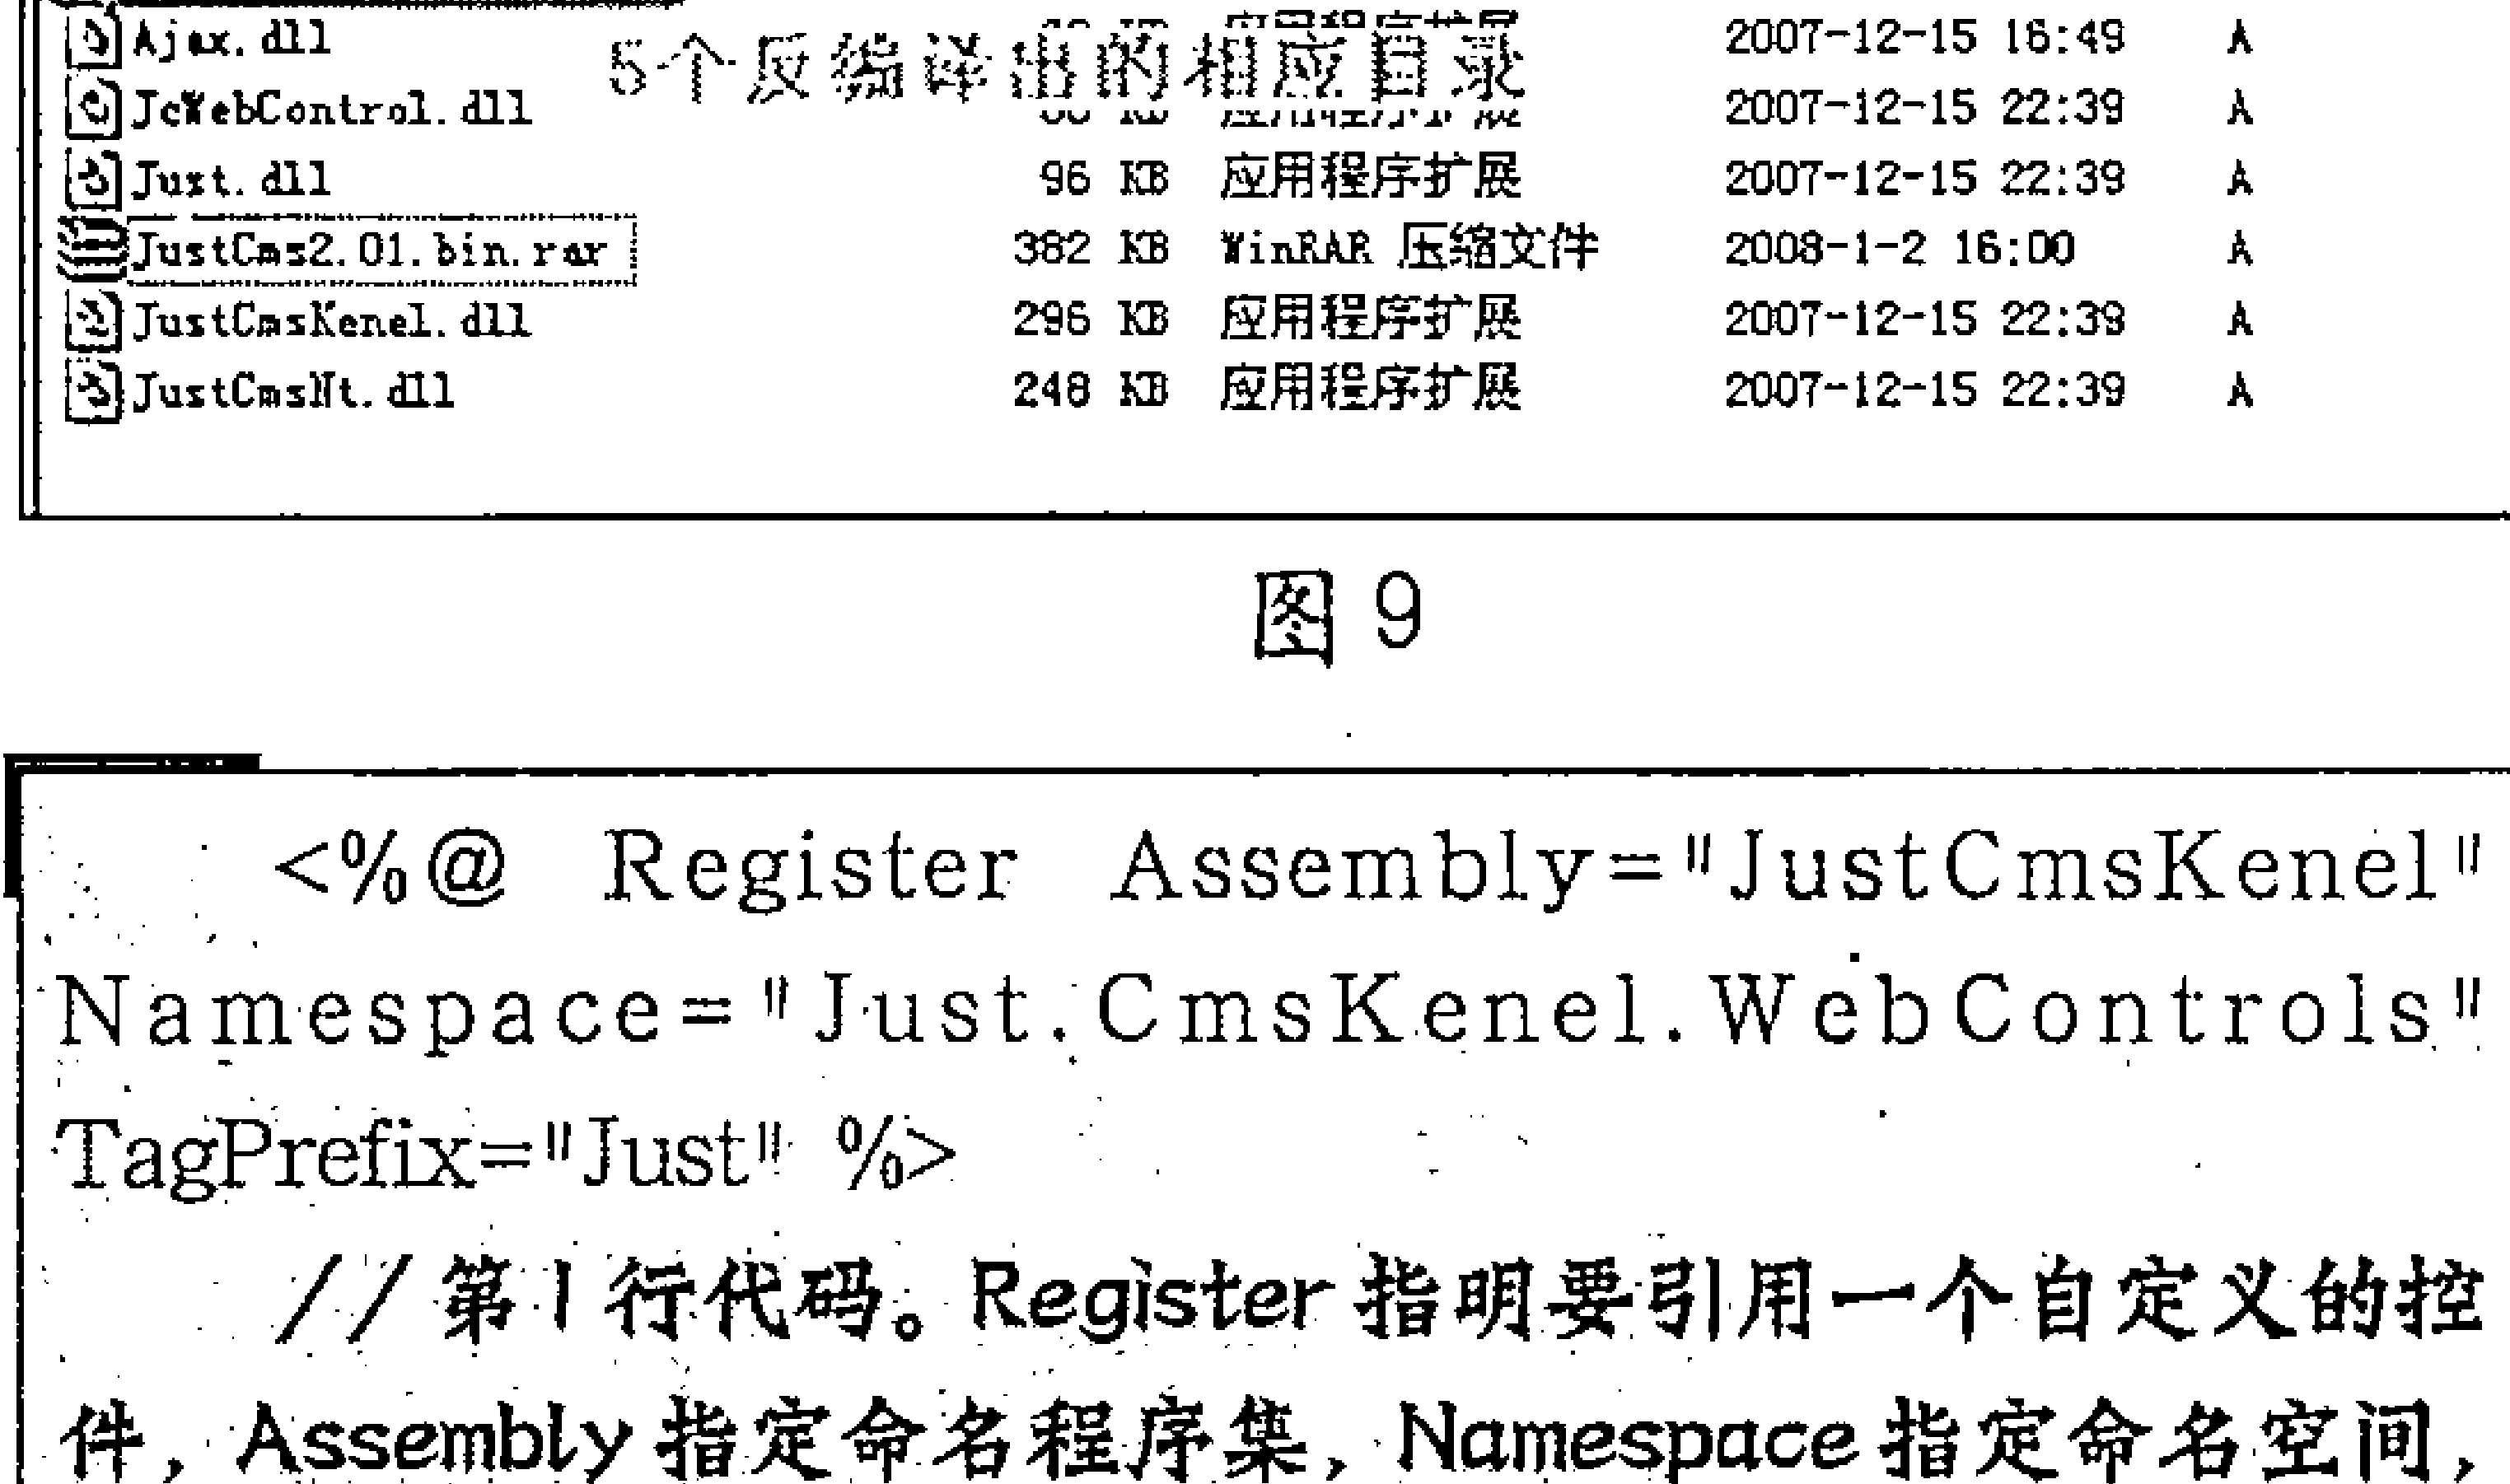 Ajax.dll 2007-12-15 16:49 A
5个反编译出的相应目录
JcWebControl.dll 2007-12-15 22:39 A
Just.dll 96 KB 应用程序扩展 2007-12-15 22:39 A
JustCms2.01.bin.rar 382 KB WinRAR 压缩文件 2008-1-2 16:00 A
JustCmsKenel.dll 296 KB 应用程序扩展 2007-12-15 22:39 A
JustCmsNt.dll 248 KB 应用程序扩展 2007-12-15 22:39 A
图 9
<%@ Register Assembly="JustCmsKenel"
Namespace="Just.CmsKenel.WebControls"
TagPrefix="Just" %>
//第1行代码。Register指明要引用一个自定义的控
件，Assembly指定命名程序集，Namespace指定命名空间，